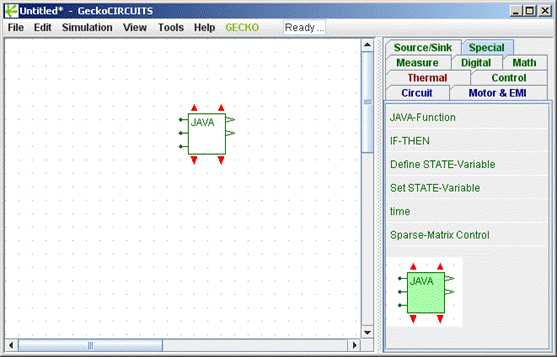 Untitled* - GeckoCIRCUITS
File Edit Simulation View Tools Help GECKO Ready ...
Source/Sink Special
Measure Digital Math
Thermal Control
Circuit Motor & EMI
JAVA-Function
IF-THEN
Define STATE-Variable
Set STATE-Variable
time
Sparse-Matrix Control
JAVA
JAVA